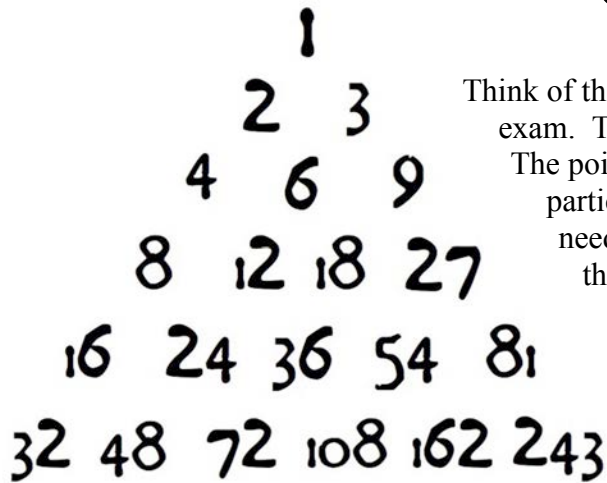 1
2 3
Think of th
exam. T
4 6 9
The poi
partic
8 12 18 27
need
th
16 24 36 54 81
32 48 72 108 162 243